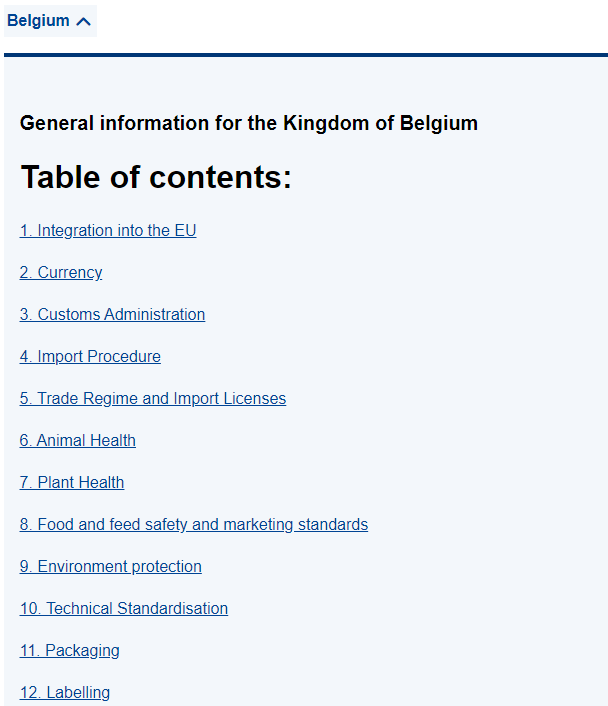 Belgium
General information for the Kingdom of Belgium
Table of contents:
1. Integration into the EU
2. Currency
3. Customs Administration
4. Import Procedure
5. Trade Regime and Import Licenses
6. Animal Health
7. Plant Health
8. Food and feed safety and marketing standards
9. Environment protection
10. Technical Standardisation
11. Packaging
12. Labelling